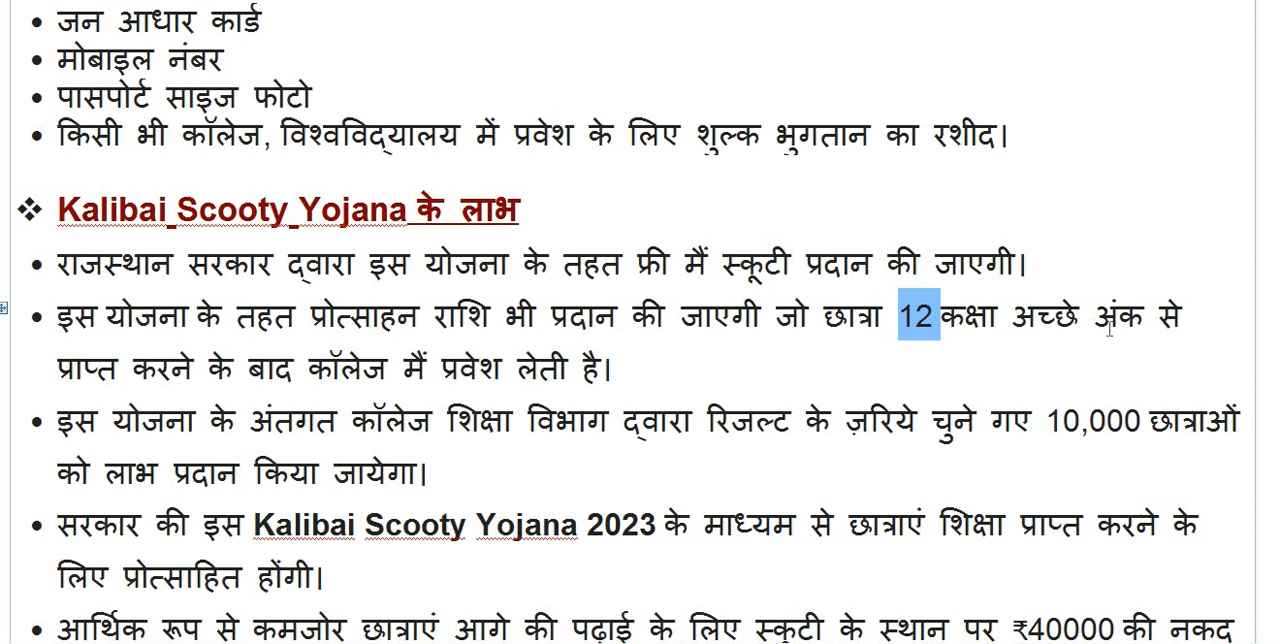 • जन आधार कार्ड
• मोबाइल नंबर
• पासपोर्ट साइज फोटो
• किसी भी कॉलेज, विश्वविद्यालय में प्रवेश के लिए शुल्क भुगतान का रशीद।
❖ Kalibai Scooty Yojana के लाभ
• राजस्थान सरकार द्वारा इस योजना के तहत फ्री मैं स्कूटी प्रदान की जाएगी।
• इस योजना के तहत प्रोत्साहन राशि भी प्रदान की जाएगी जो छात्रा 12 कक्षा अच्छे अंक से
प्राप्त करने के बाद कॉलेज मैं प्रवेश लेती है।
• इस योजना के अंतगत कॉलेज शिक्षा विभाग द्वारा रिजल्ट के ज़रिये चुने गए 10,000 छात्राओं
को लाभ प्रदान किया जायेगा।
• सरकार की इस Kalibai Scooty Yojana 2023 के माध्यम से छात्राएं शिक्षा प्राप्त करने के
लिए प्रोत्साहित होंगी।
• आर्थिक रूप से कमजोर छात्राएं आगे की पढ़ाई के लिए स्कूटी के स्थान पर ₹40000 की नकद